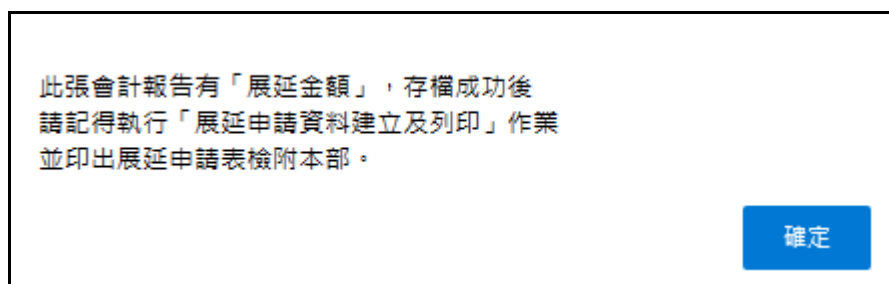 此張會計報告有「展延金額」，存檔成功後
請記得執行「展延申請資料建立及列印」作業
並印出展延申請表檢附本部。
確定